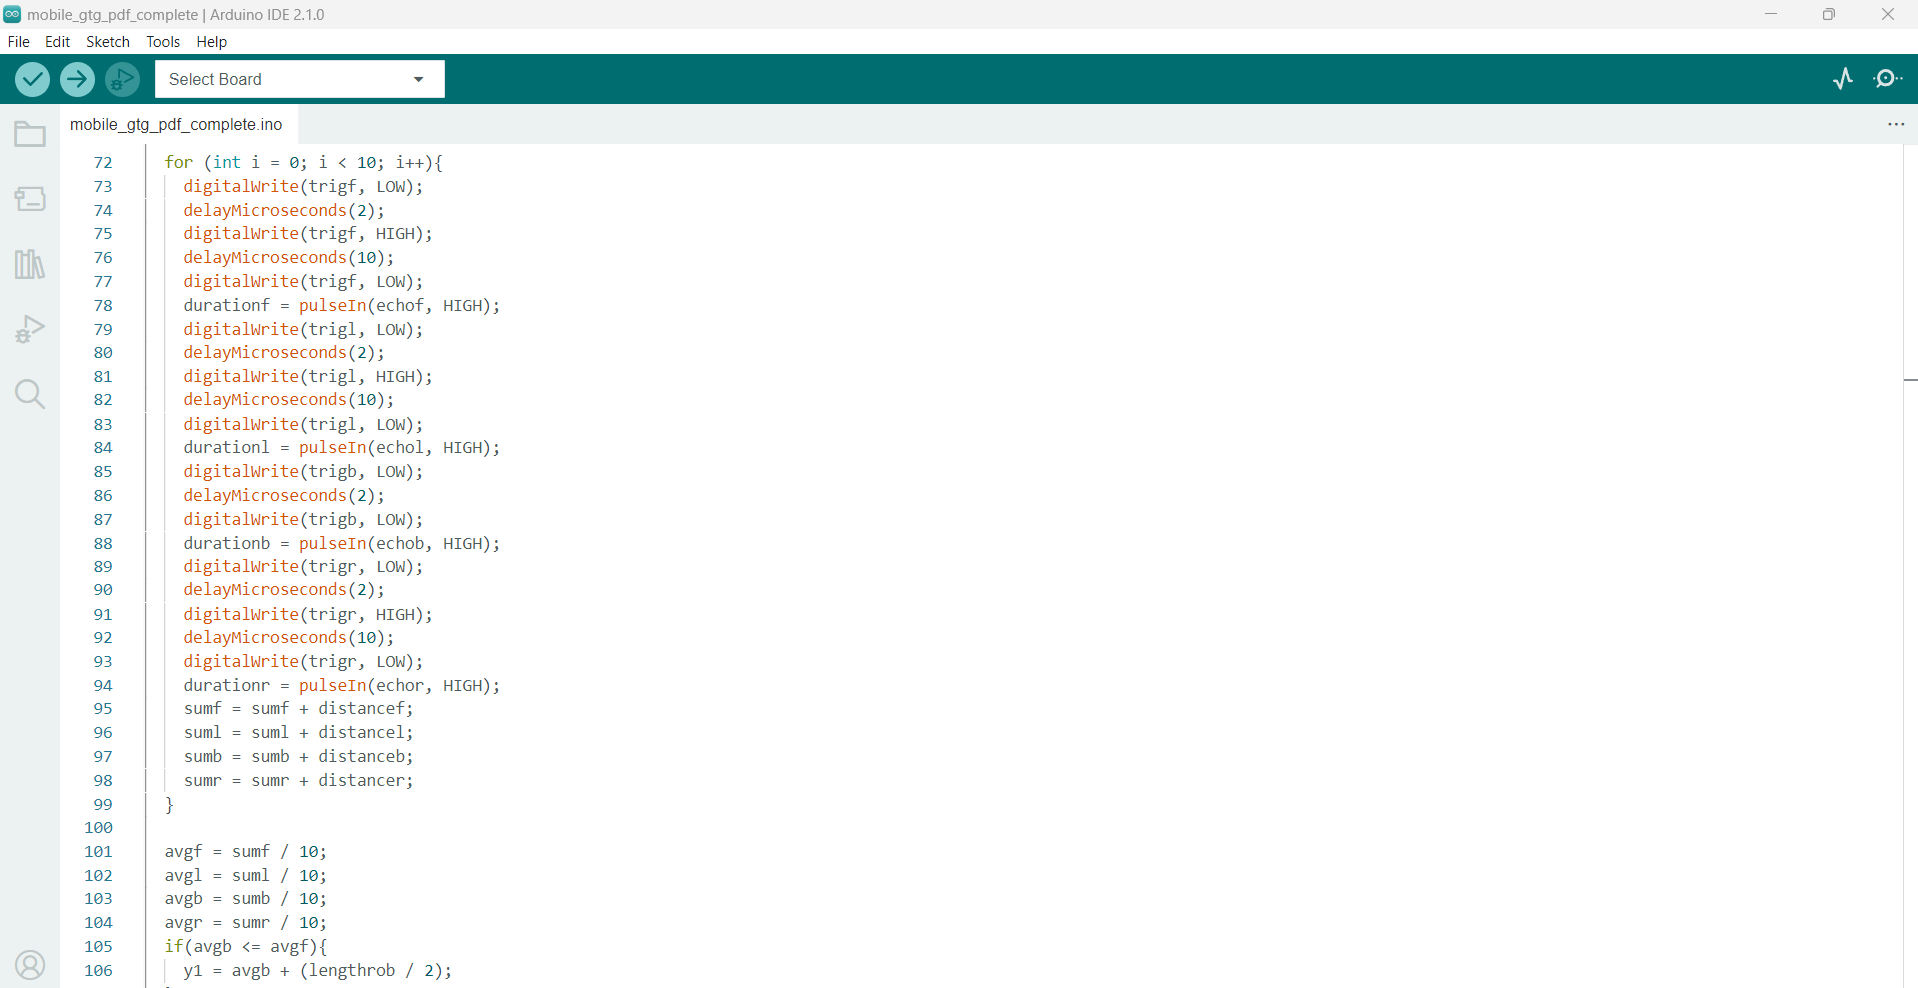 mobile_gtg_pdf_complete | Arduino IDE 2.1.0
File Edit Sketch Tools Help
Select Board
mobile_gtg_pdf_complete.ino
72 for (int i = 0; i < 10; i++){
73 digitalWrite(trigf, LOW);
74 delayMicroseconds(2);
75 digitalWrite(trigf, HIGH);
76 delayMicroseconds(10);
77 digitalWrite(trigf, LOW);
78 durationf = pulseIn(echof, HIGH);
79 digitalWrite(trigl, LOW);
80 delayMicroseconds(2);
81 digitalWrite(trigl, HIGH);
82 delayMicroseconds(10);
83 digitalWrite(trigl, LOW);
84 durationl = pulseIn(echol, HIGH);
85 digitalWrite(trigb, LOW);
86 delayMicroseconds(2);
87 digitalWrite(trigb, LOW);
88 durationb = pulseIn(echob, HIGH);
89 digitalWrite(trigr, LOW);
90 delayMicroseconds(2);
91 digitalWrite(trigr, HIGH);
92 delayMicroseconds(10);
93 digitalWrite(trigr, LOW);
94 durationr = pulseIn(echor, HIGH);
95 sumf = sumf + distancef;
96 suml = suml + distancel;
97 sumb = sumb + distanceb;
98 sumr = sumr + distancer;
99 }
100
101 avgf = sumf / 10;
102 avgl = suml / 10;
103 avgb = sumb / 10;
104 avgr = sumr / 10;
105 if(avgb <= avgf){
106 y1 = avgb + (lengthrob / 2);